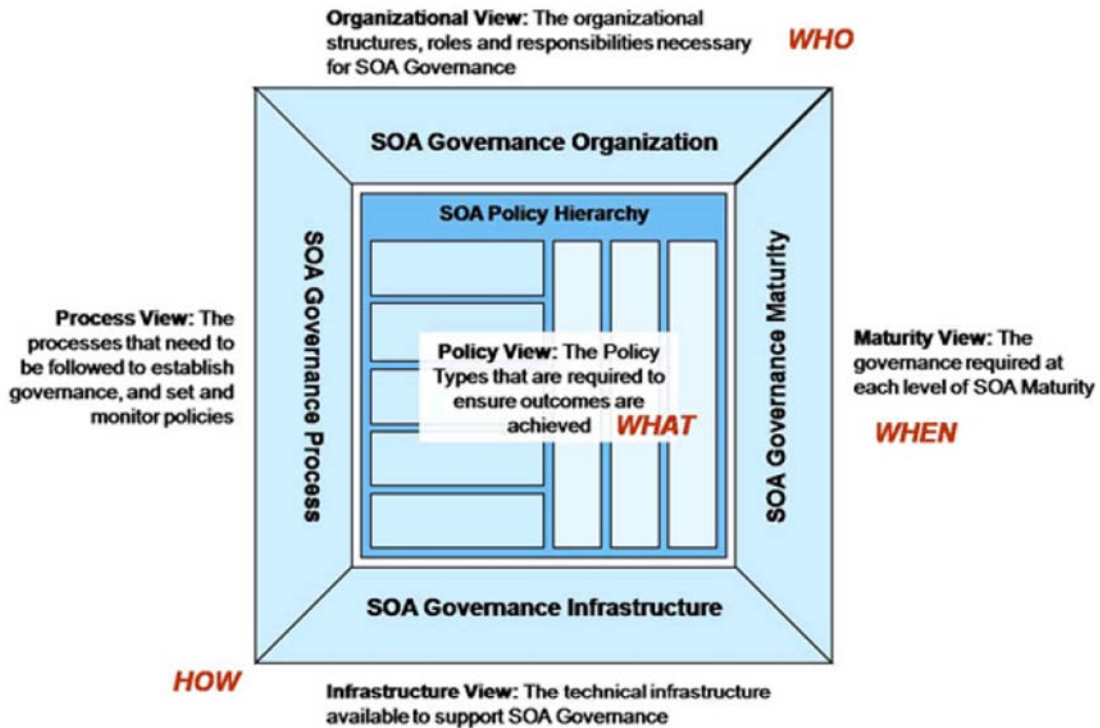 Organizational View: The organizational
structures, roles and responsibilities necessary
for SOA Governance
WHO
SOA Governance Organization
SOA Policy Hierarchy
SOA Governance Process
Process View: The
processes that need to
be followed to establish
governance, and set and
monitor policies
Policy View: The Policy
Types that are required to
ensure outcomes are
achieved WHAT
SOA Governance Maturity
Maturity View: The
governance required at
each level of SOA Maturity
WHEN
SOA Governance Infrastructure
HOW
Infrastructure View: The technical infrastructure
available to support SOA Governance